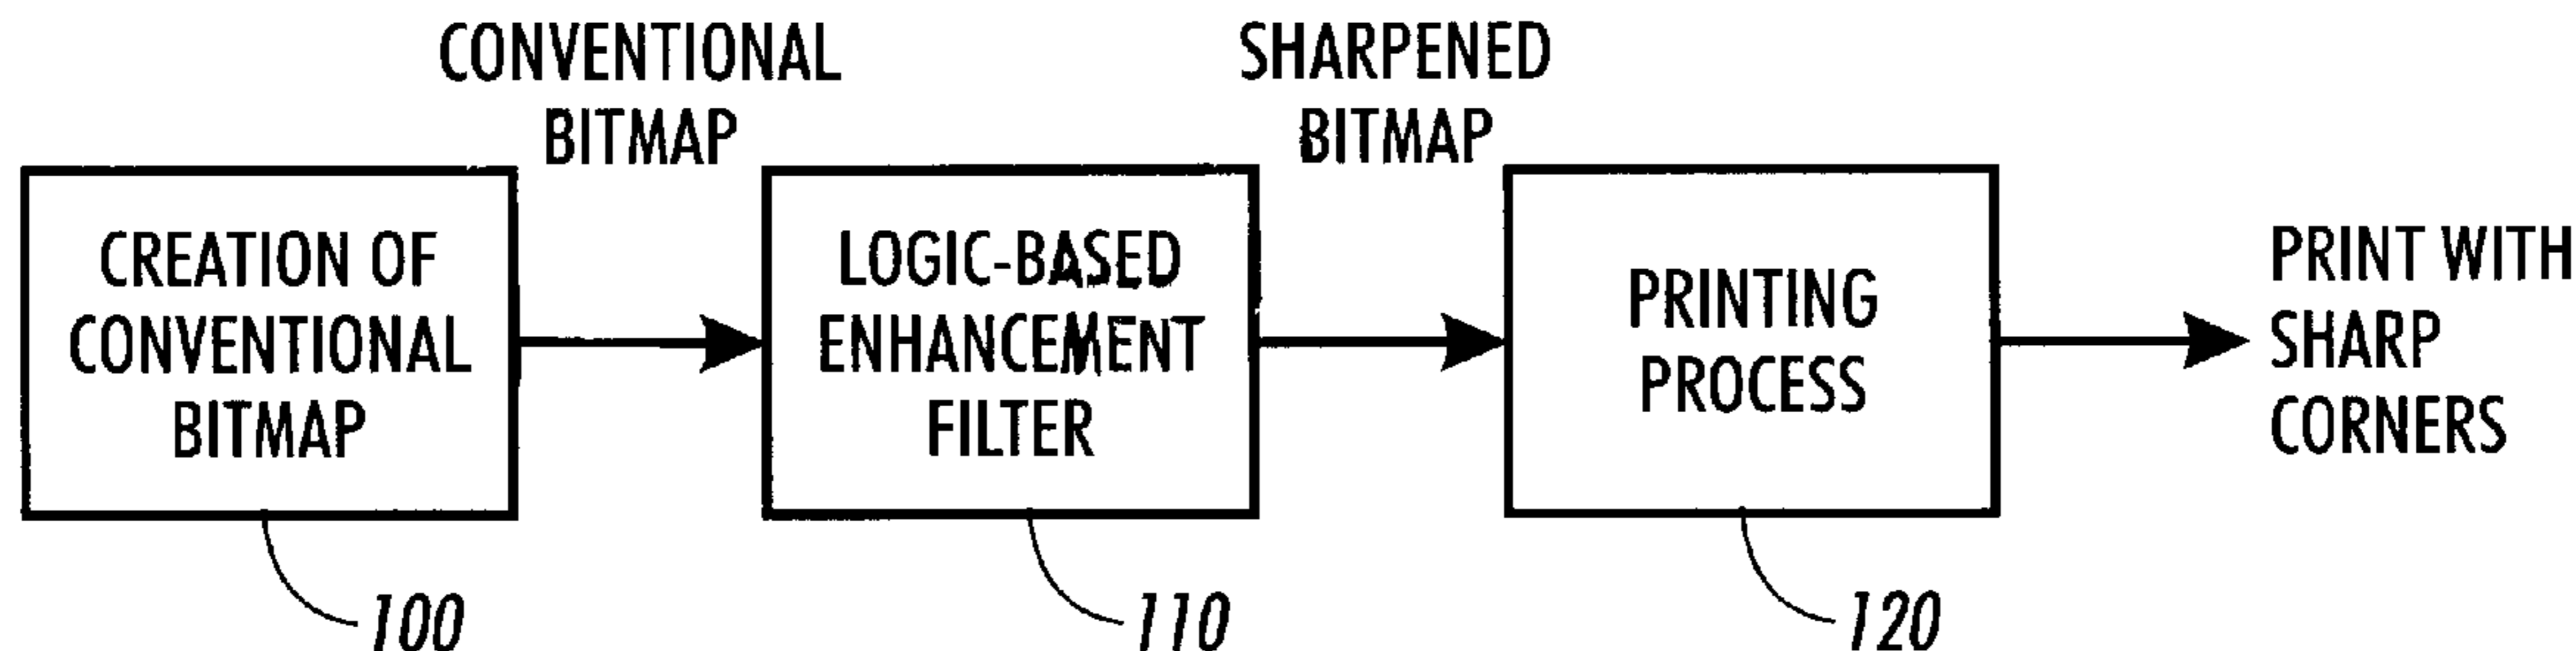 CONVENTIONAL
BITMAP
SHARPENED
BITMAP
CREATION OF
CONVENTIONAL
BITMAP
LOGIC-BASED
ENHANCEMENT
FILTER
PRINTING
PROCESS
PRINT WITH
SHARP
CORNERS
100
110
120